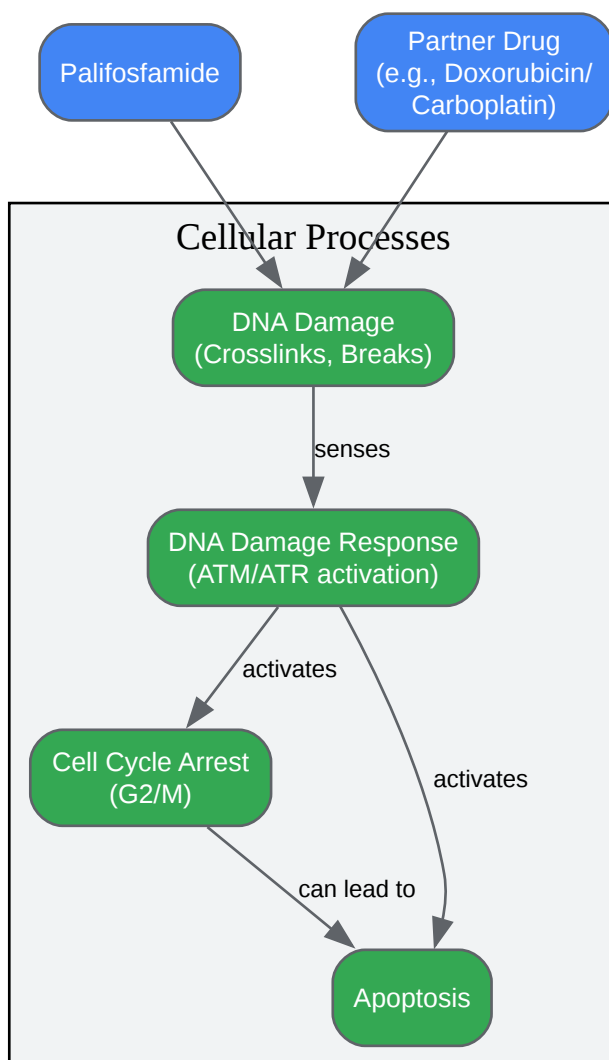 Palifosfamide
Partner Drug
(e.g., Doxorubicin/
Carboplatin)
Cellular Processes
DNA Damage
(Crosslinks, Breaks)
senses
DNA Damage Response
(ATM/ATR activation)
activates
Cell Cycle Arrest
(G2/M)
activates
can lead to
Apoptosis